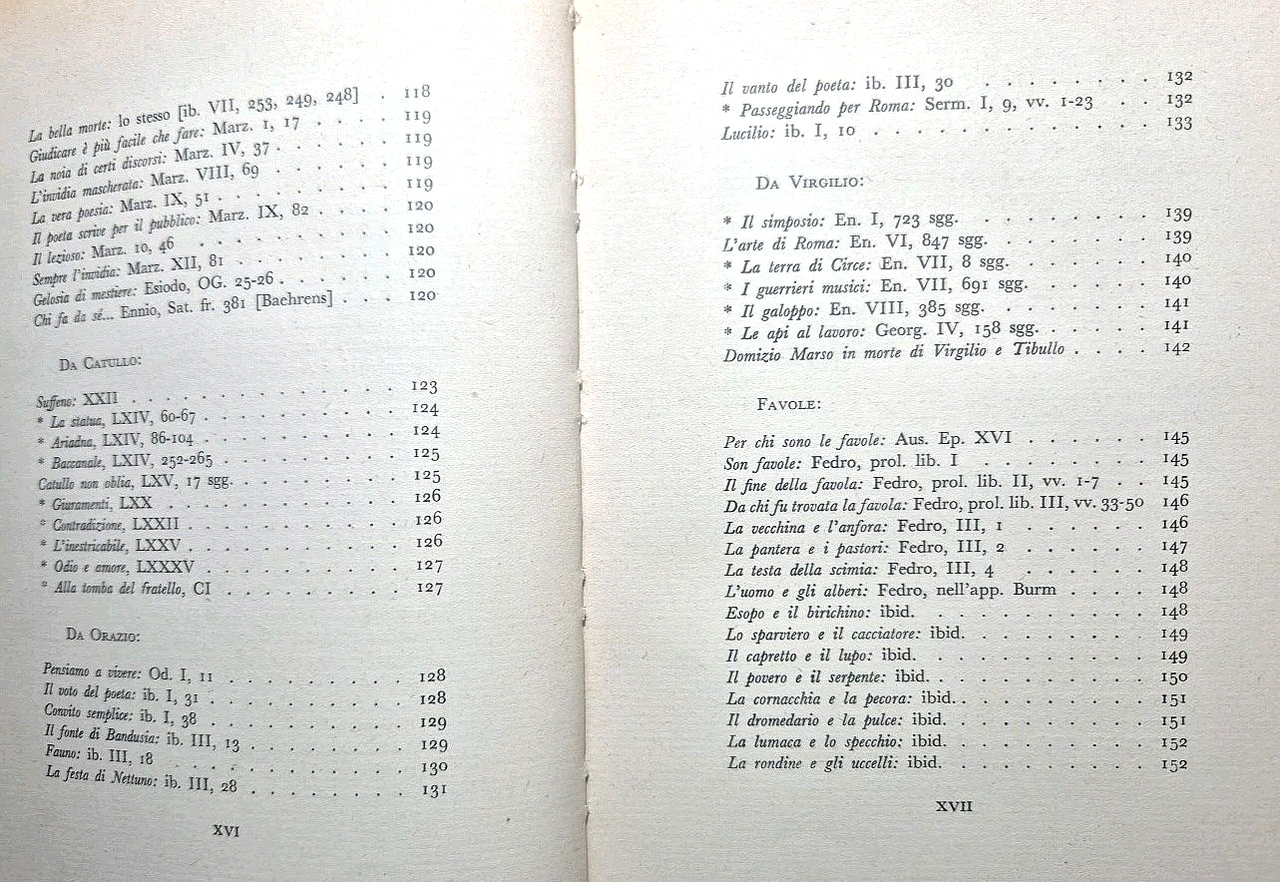 La bella morte: lo stesso [ib. VII, 253, 249, 248] . 118
Giudicare è più facile che fare: Marz. 1, 17 . . . . 119
La noia di certi discorsi: Marz. IV, 37 . . . . . . 119
L'invidia mascherata: Marz. VIII, 69 . . . . . . 119
La vera poesia: Marz. IX, 51 . . . . . . . . 119
Il poeta scrive per il pubblico: Marz. IX, 82 . . . . 120
Il lezioso: Marz. 10, 46 . . . . . . . . . 120
Sempre l'invidia: Marz. XII, 81 . . . . . . . 120
Gelosia di mestiere: Esiodo, OG. 25-26 . . . . . . 120
Chi fa da sé... Ennio, Sat. fr. 381 [Baehrens] . . . 120
Da Catullo:
Suffeno: XXII . . . . . . . . . . . . 123
* La statua, LXIV, 60-67 . . . . . . . . . 124
* Ariadna, LXIV, 86-104 . . . . . . . . . 124
* Baccanale, LXIV, 252-265 . . . . . . . . 125
Catullo non oblia, LXV, 17 sgg. . . . . . . . . 125
* Giuramenti, LXX . . . . . . . . . . . 126
* Contradizione, LXXII . . . . . . . . . . 126
* L'inestricabile, LXXV . . . . . . . . . . 126
* Odio e amore, LXXXV . . . . . . . . . . 127
* Alla tomba del fratello, CI . . . . . . . . . 127
Da Orazio:
Pensiamo a vivere: Od. I, 11 . . . . . . . . . 128
Il voto del poeta: ib. I, 31 . . . . . . . . . 128
Convito semplice: ib. I, 38 . . . . . . . . . 129
Il fonte di Bandusia: ib. III, 13 . . . . . . . . 129
Fauno: ib. III, 18 . . . . . . . . . . . 130
La festa di Nettuno: ib. III, 28 . . . . . . . . 131
XVI
Il vanto del poeta: ib. III, 30 . . . . . . . . 132
* Passeggiando per Roma: Serm. I, 9, vv. 1-23 . . 132
Lucilio: ib. I, 10 . . . . . . . . . . . . . 133
Da Virgilio:
* Il simposio: En. I, 723 sgg. . . . . . . . . 139
L'arte di Roma: En. VI, 847 sgg. . . . . . . . 139
* La terra di Circe: En. VII, 8 sgg. . . . . . . 140
* I guerrieri musici: En. VII, 691 sgg. . . . . . . 140
* Il galoppo: En. VIII, 385 sgg. . . . . . . . 141
* Le api al lavoro: Georg. IV, 158 sgg. . . . . . 141
Domizio Marso in morte di Virgilio e Tibullo . . . . 142
Favole:
Per chi sono le favole: Aus. Ep. XVI . . . . . . 145
Son favole: Fedro, prol. lib. I . . . . . . . . 145
Il fine della favola: Fedro, prol. lib. II, vv. 1-7 . . 145
Da chi fu trovata la favola: Fedro, prol. lib. III, vv. 33-50 146
La vecchina e l'anfora: Fedro, III, 1 . . . . . . 146
La pantera e i pastori: Fedro, III, 2 . . . . . . 147
La testa della scimia: Fedro, III, 4 . . . . . . 148
L'uomo e gli alberi: Fedro, nell'app. Burm . . . . 148
Esopo e il birichino: ibid. . . . . . . . . . . 148
Lo sparviero e il cacciatore: ibid. . . . . . . . . 149
Il capretto e il lupo: ibid. . . . . . . . . . . 149
Il povero e il serpente: ibid. . . . . . . . . . . 150
La cornacchia e la pecora: ibid. . . . . . . . . . 151
Il dromedario e la pulce: ibid. . . . . . . . . . 151
La lumaca e lo specchio: ibid. . . . . . . . . . 152
La rondine e gli uccelli: ibid. . . . . . . . . . 152
XVII